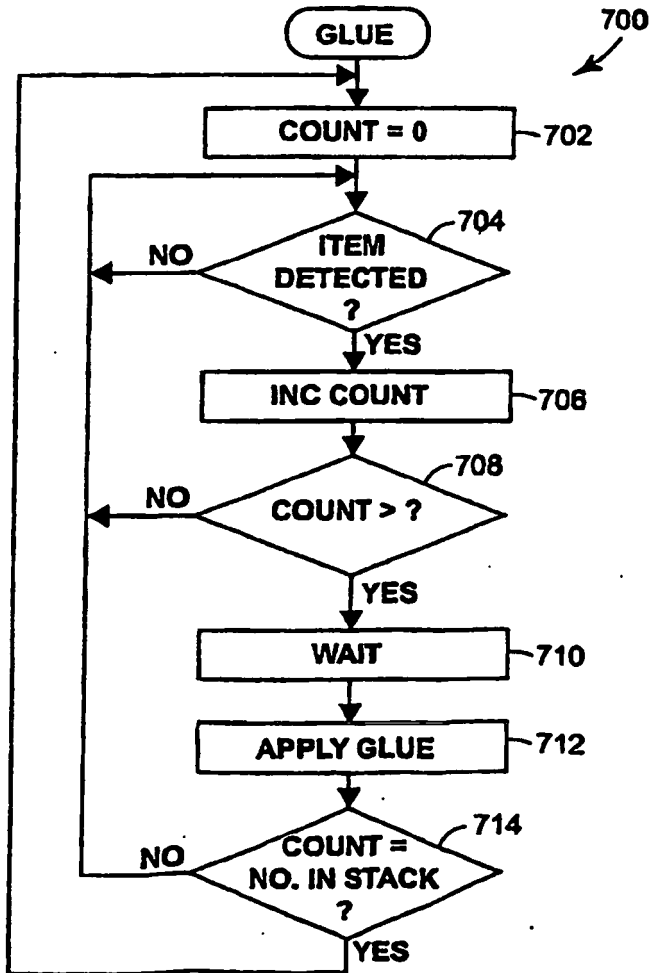 GLUE
700
COUNT = 0
702
704
ITEM
DETECTED
?
NO
YES
INC COUNT
706
708
COUNT > ?
NO
YES
WAIT
710
APPLY GLUE
712
714
COUNT =
NO. IN STACK
?
NO
YES